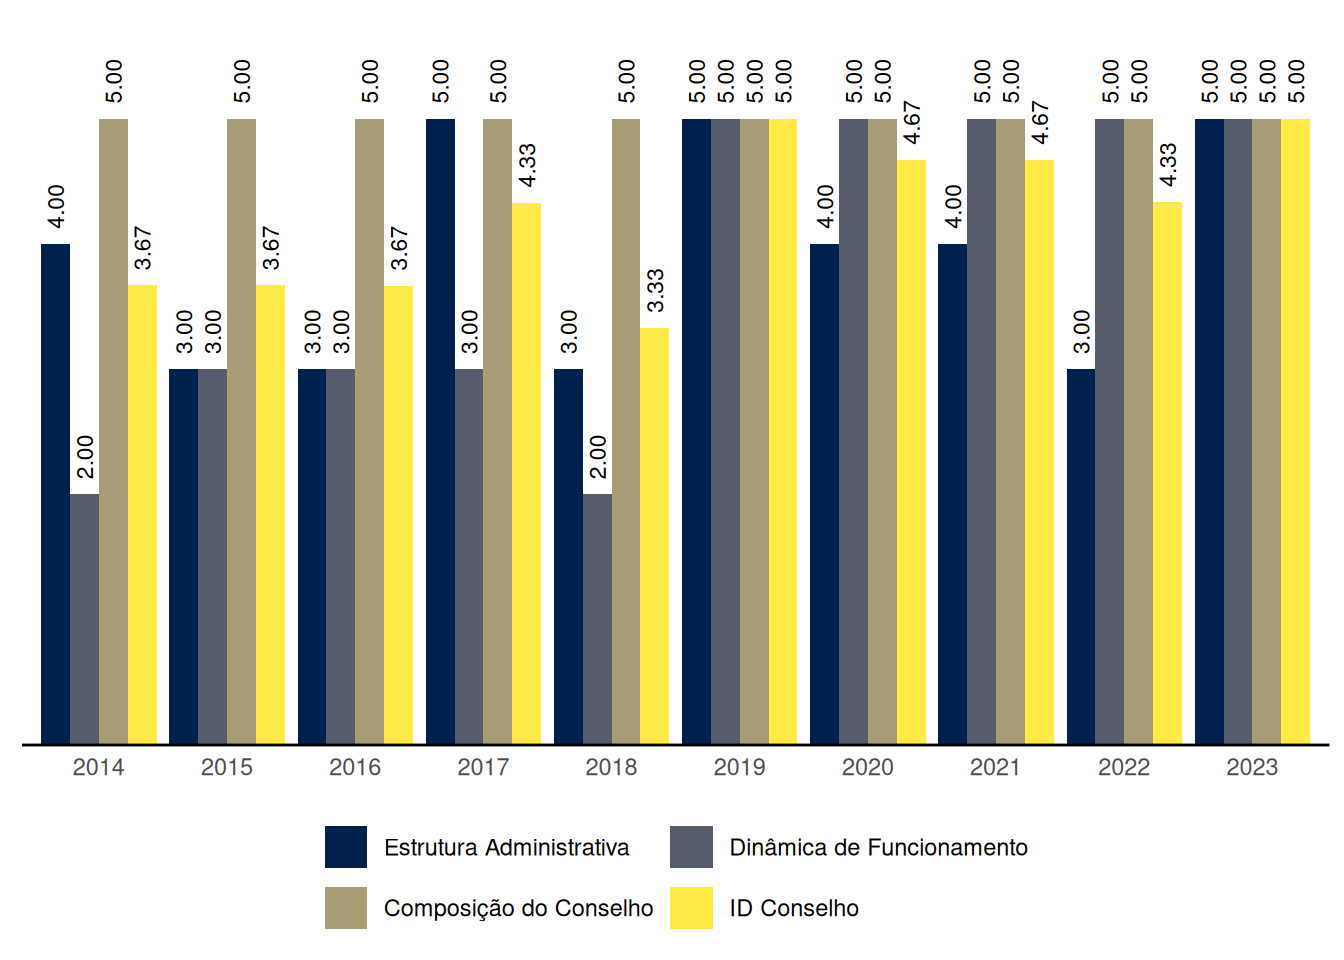 4.00 2.00 5.00 3.67
3.00 3.00 5.00 3.67
3.00 3.00 5.00 3.67
5.00 3.00 5.00 4.33
3.00 2.00 5.00 3.33
5.00 5.00 5.00 5.00
4.00 5.00 5.00 4.67
4.00 5.00 5.00 4.67
3.00 5.00 5.00 4.33
5.00 5.00 5.00 5.00
2014 2015 2016 2017 2018 2019 2020 2021 2022 2023
Estrutura Administrativa Dinâmica de Funcionamento
Composição do Conselho ID Conselho